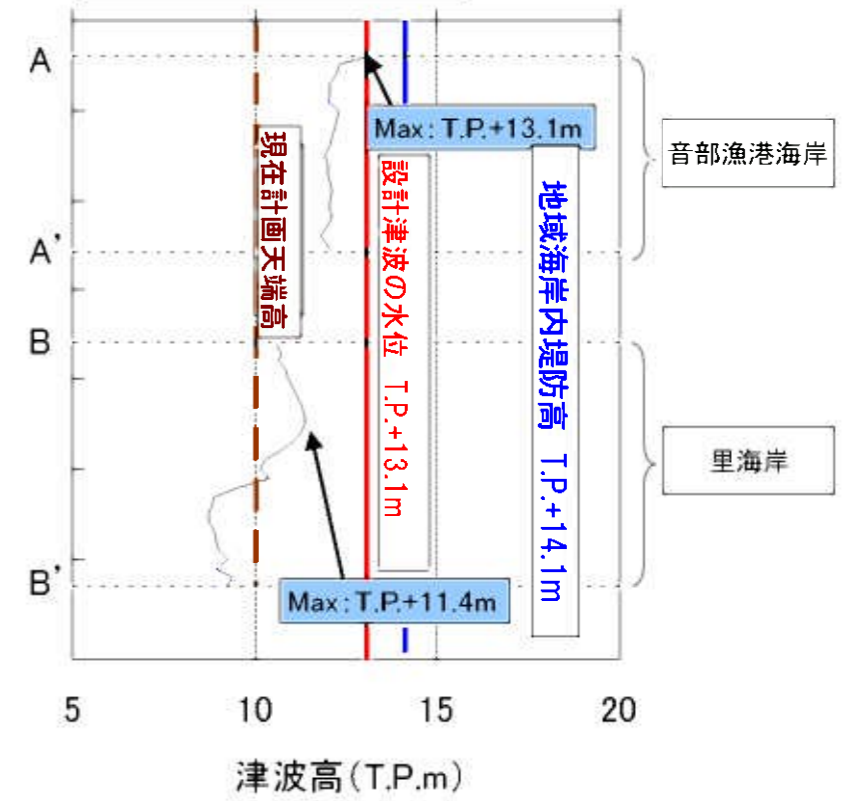 A
Max: T.P.+13.1m
音部漁港海岸
現在計画天端高
設計津波の水位 T.P.+13.1m
地域海岸内堤防高 T.P.+14.1m
A'
B
里海岸
B'
Max:T.P.+11.4m
5 10 15 20
津波高(T.P.m)